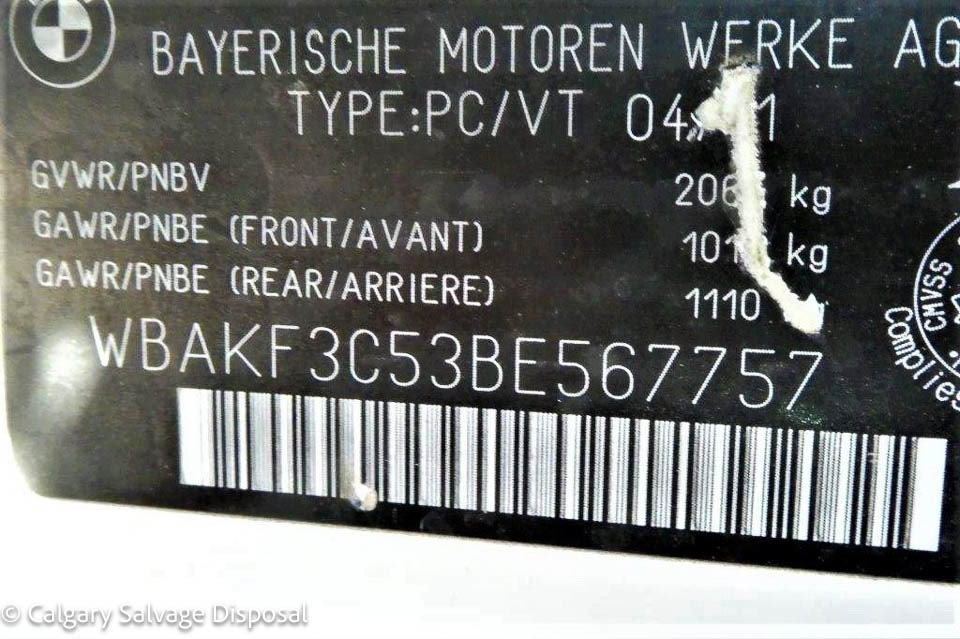 BAYERISCHE MOTOREN WERKE AG
TYPE:PC/VT
GVWR/PNBV kg
GAWR/PNBE (FRONT/AVANT) kg
GAWR/PNBE (REAR/ARRIERE) 1110
WBAKF3C53BE567757
CMVSS
Complies
© Calgary Salvage Disposal